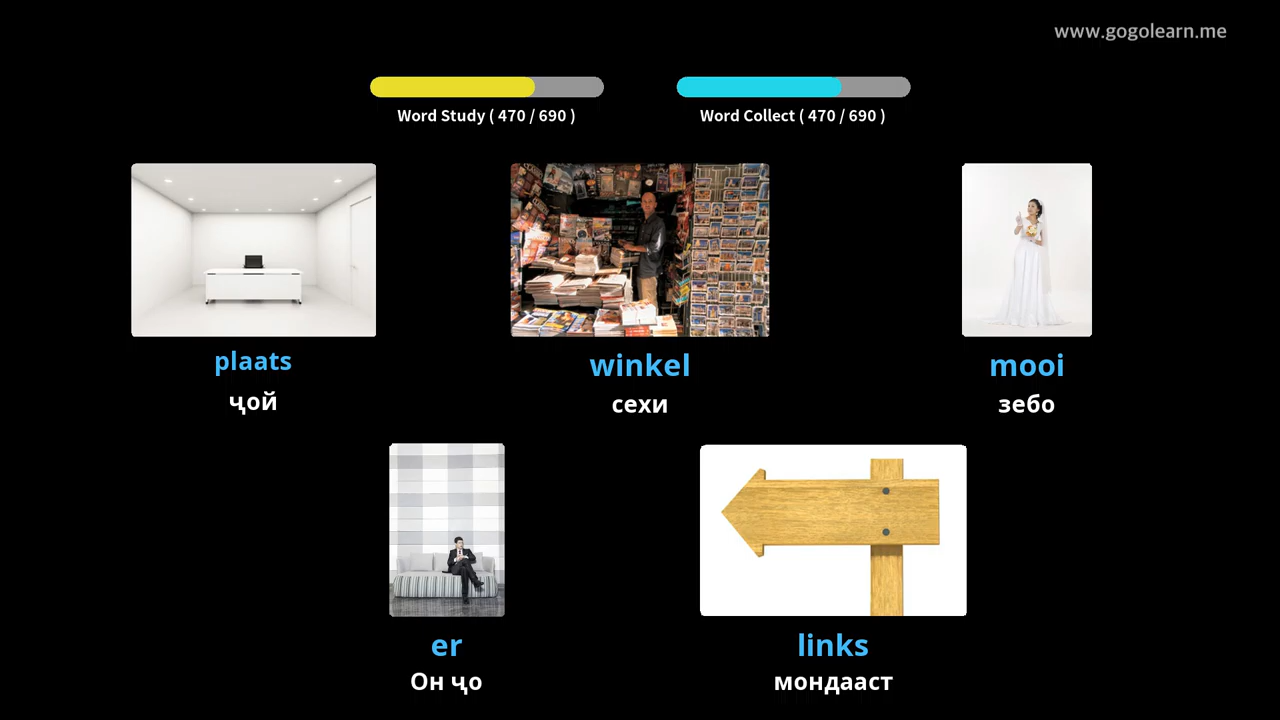 www.gogolearn.me
Word Study ( 470 / 690 )
Word Collect ( 470 / 690 )
plaats
ҷой
winkel
сехи
mooi
зебо
er
Он ҷо
links
мондааст